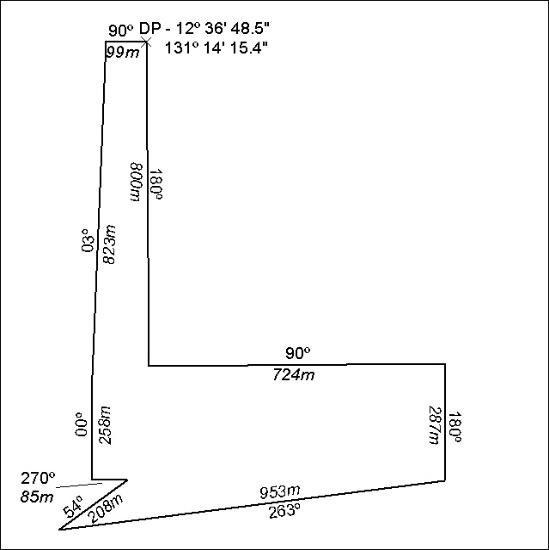 90º DP - 12º 36' 48.5"
99m 131º 14' 15.4"
180º
800m
03º
823m
90º
724m
00º
258m
180º
287m
270º
85m
54º
208m
953m
263º